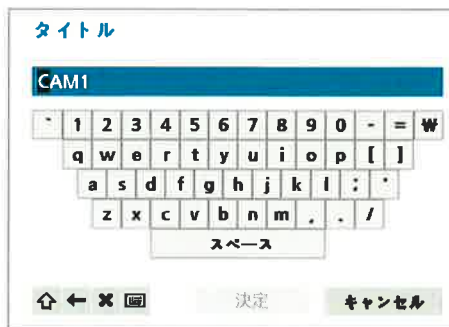 タイトル
CAM1
` 1 2 3 4 5 6 7 8 9 0 - = ₩
q w e r t y u i o p [ ]
a s d f g h j k l ; '
z x c v b n m , . /
スペース
決定 キャンセル